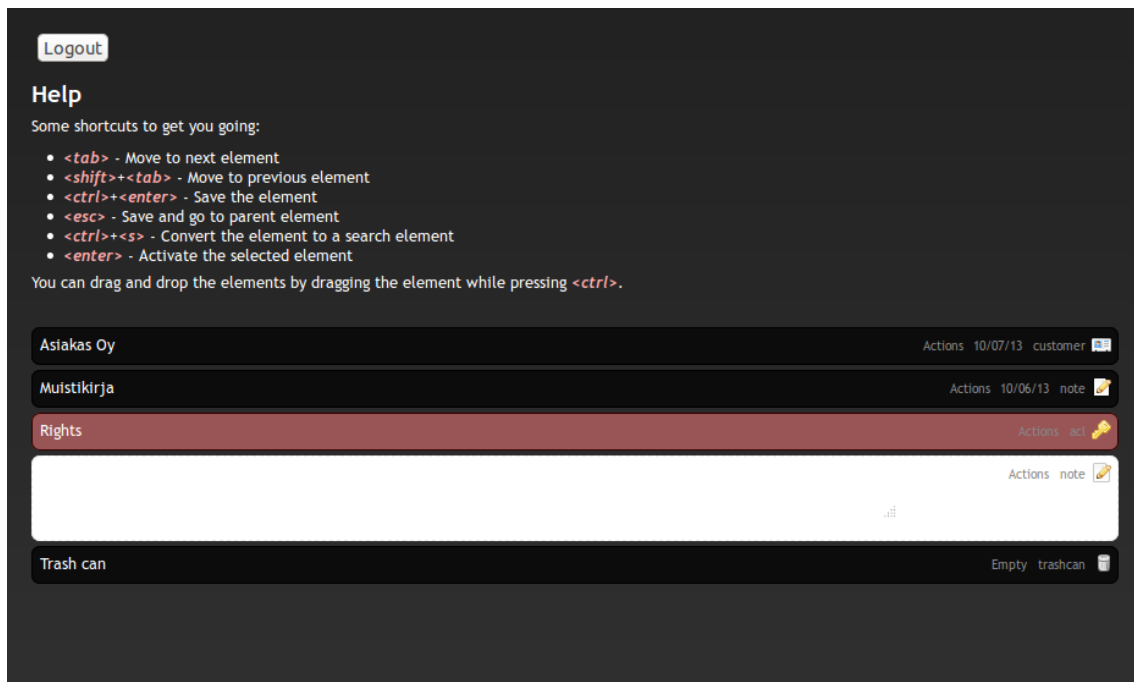 Logout
Help
Some shortcuts to get you going:
<tab> - Move to next element
<shift>+<tab> - Move to previous element
<ctrl>+<enter> - Save the element
<esc> - Save and go to parent element
<ctrl>+<s> - Convert the element to a search element
<enter> - Activate the selected element
You can drag and drop the elements by dragging the element while pressing <ctrl>.
Asiakas Oy Actions 10/07/13 customer
Muistikirja Actions 10/06/13 note
Rights Actions acl
Actions note
Trash can Empty trashcan